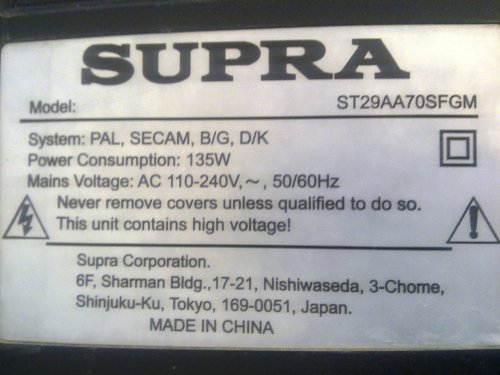 SUPRA
Model: ST29AA70SFGM
System: PAL, SECAM, B/G, D/K
Power Consumption: 135W
Mains Voltage: AC 110-240V,~, 50/60Hz
Never remove covers unless qualified to do so.
This unit contains high voltage!
Supra Corporation.
6F, Sharman Bldg.,17-21, Nishiwaseda, 3-Chome,
Shinjuku-Ku, Tokyo, 169-0051, Japan.
MADE IN CHINA